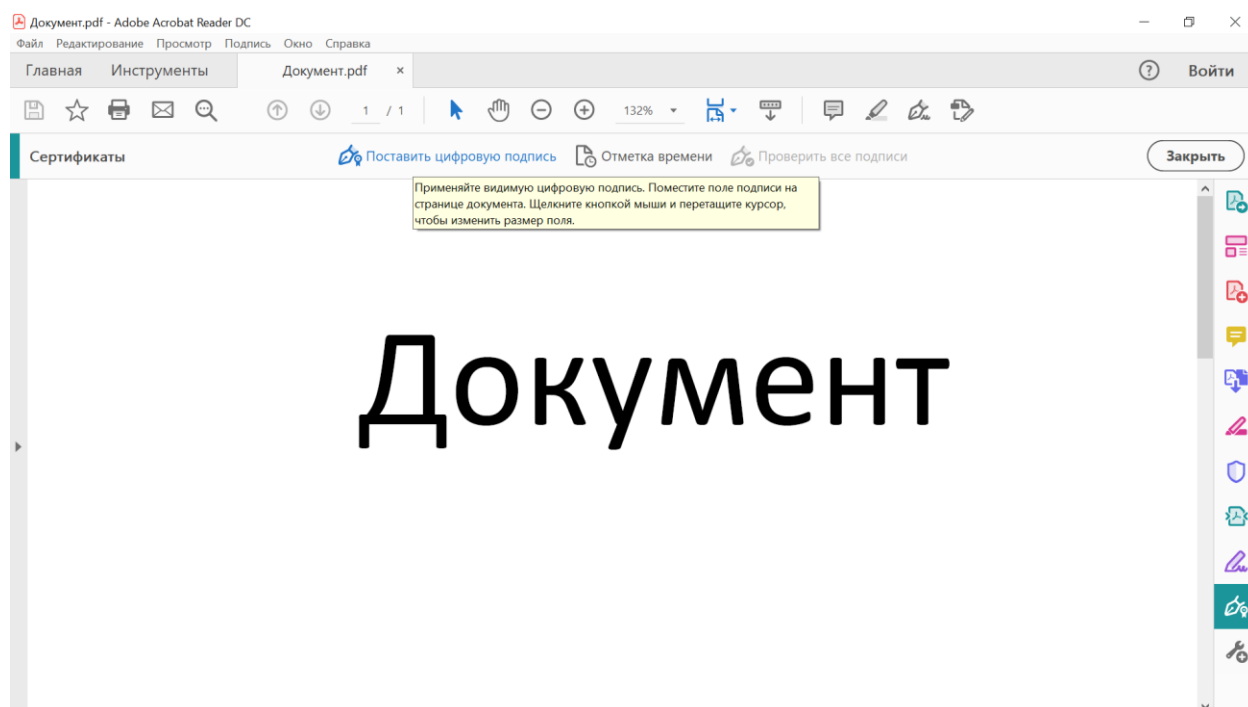 Документ.pdf - Adobe Acrobat Reader DC
Файл Редактирование Просмотр Подпись Окно Справка
Главная Инструменты Документ.pdf × ? Войти
1 / 1 132%
Сертификаты Поставить цифровую подпись Отметка времени Проверить все подписи Закрыть
Применяйте видимую цифровую подпись. Поместите поле подписи на
странице документа. Щелкните кнопкой мыши и перетащите курсор,
чтобы изменить размер поля.
Документ